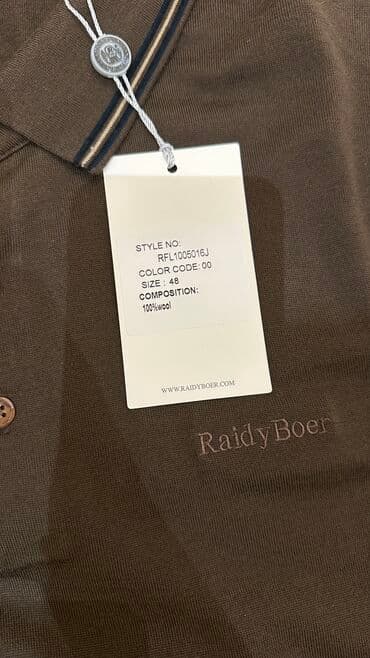 STYLE NO:
RFL1005016J
COLOR CODE: 00
SIZE : 48
COMPOSITION:
100%wool
WWW.RAIDYBOER.COM
RaidyBoer